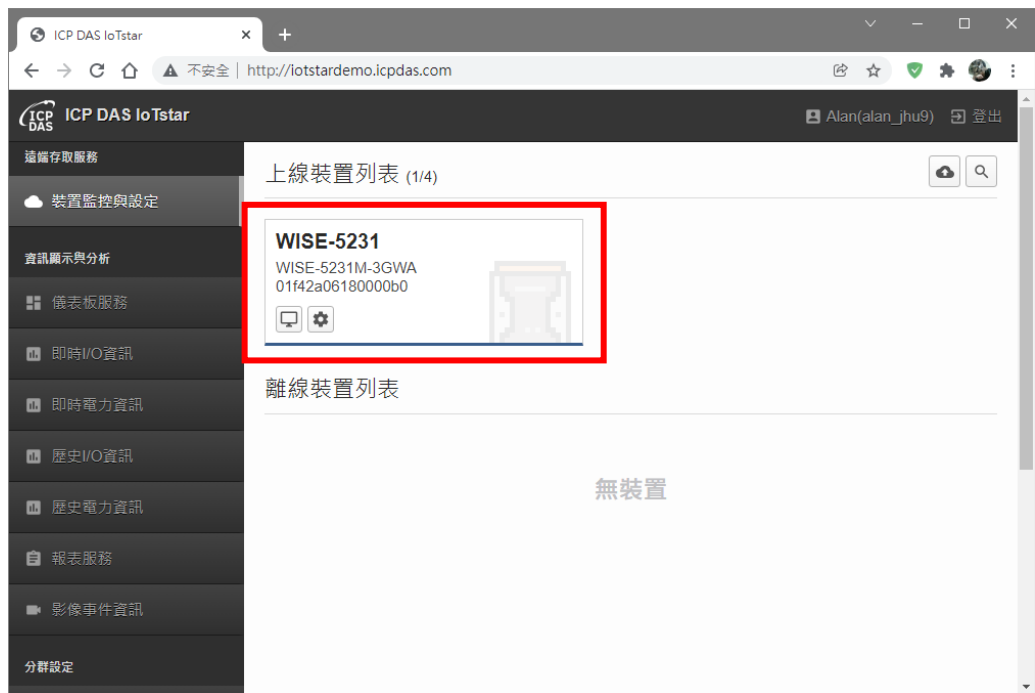 ICP DAS IoTstar
不安全
http://iotstardemo.icpdas.com
ICP DAS
ICP DAS IoTstar
Alan(alan_jhu9)
登出
遠端存取服務
裝置監控與設定
資訊顯示與分析
儀表板服務
即時I/O資訊
即時電力資訊
歷史I/O資訊
歷史電力資訊
報表服務
影像事件資訊
分群設定
上線裝置列表 (1/4)
WISE-5231
WISE-5231M-3GWA
01f42a06180000b0
離線裝置列表
無裝置